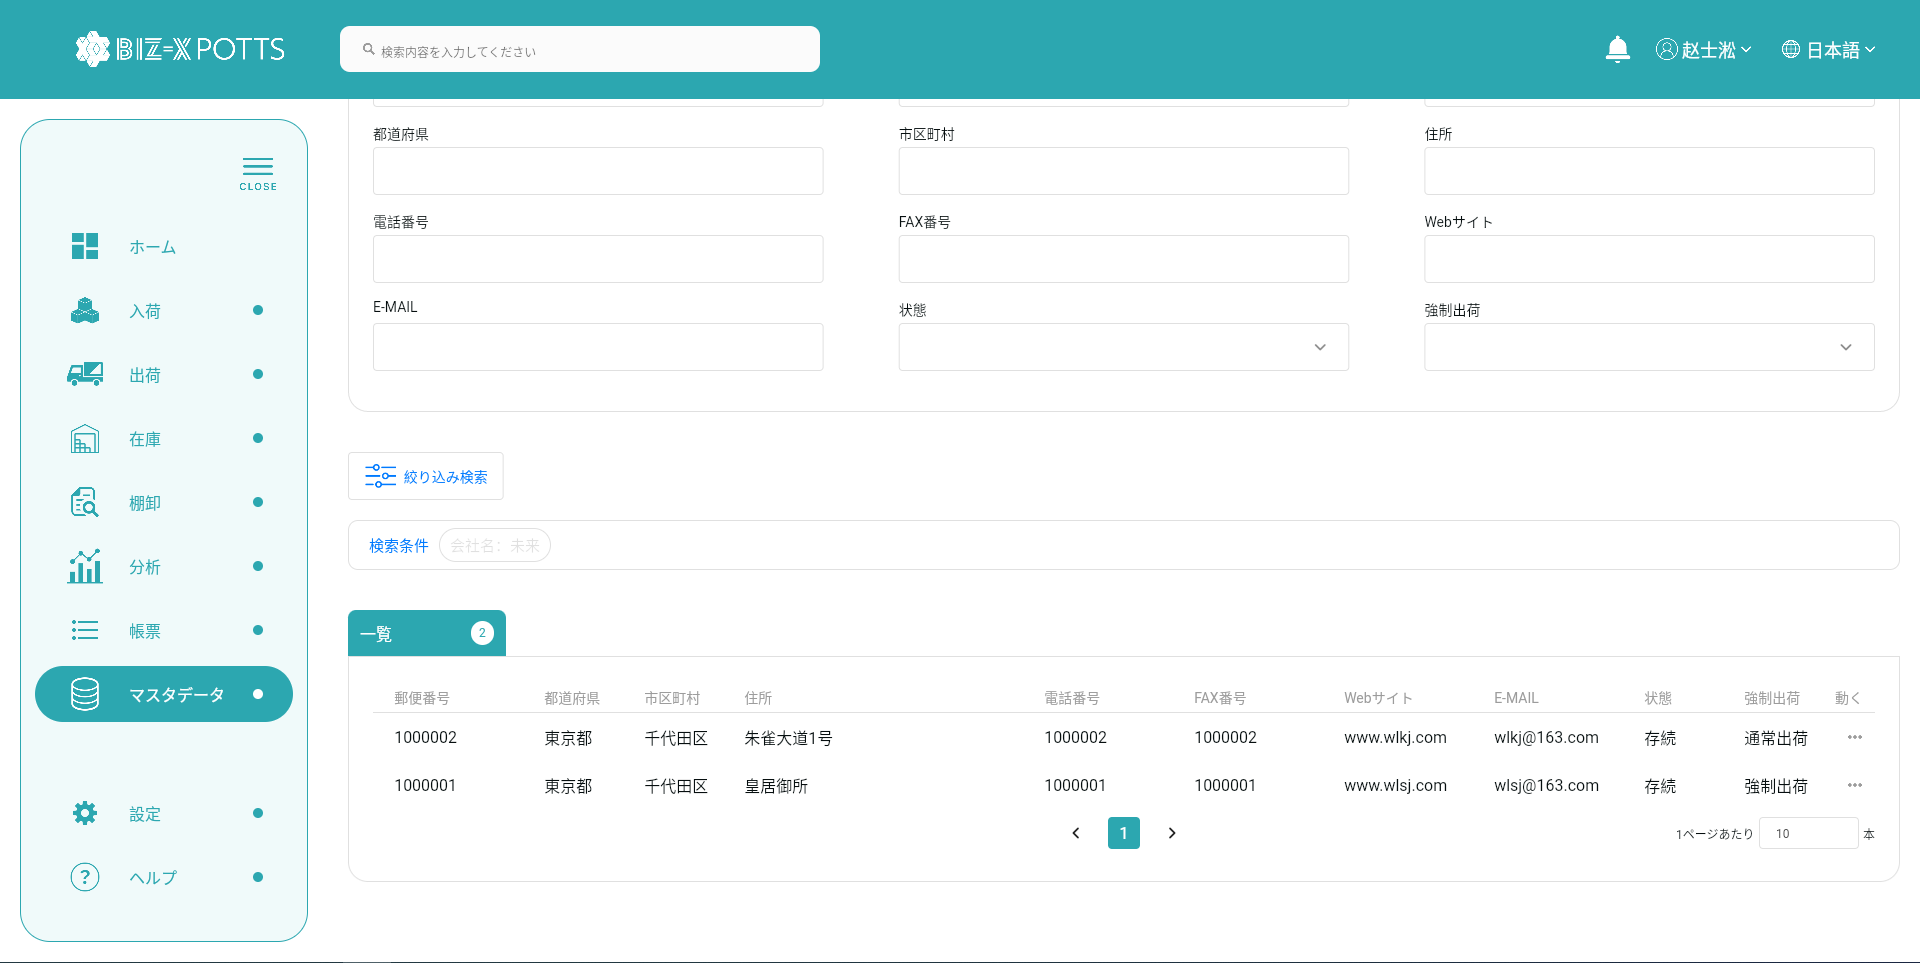 BIZ=X POTTS
検索内容を入力してください
赵士淞
日本語
CLOSE
ホーム
入荷
出荷
在庫
棚卸
分析
帳票
マスタデータ
設定
ヘルプ
都道府県 市区町村 住所
電話番号 FAX番号 Webサイト
E-MAIL 状態 強制出荷
絞り込み検索
検索条件 会社名：未来
一覧 2
郵便番号 都道府県 市区町村 住所 電話番号 FAX番号 Webサイト E-MAIL 状態 強制出荷 動く
1000002 東京都 千代田区 朱雀大道1号 1000002 1000002 www.wlkj.com wlkj@163.com 存続 通常出荷
1000001 東京都 千代田区 皇居御所 1000001 1000001 www.wlsj.com wlsj@163.com 存続 強制出荷
1
1ページあたり 10 本